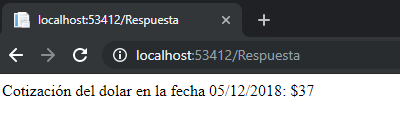 localhost:53412/Respuesta
localhost:53412/Respuesta
Cotización del dolar en la fecha 05/12/2018: $37